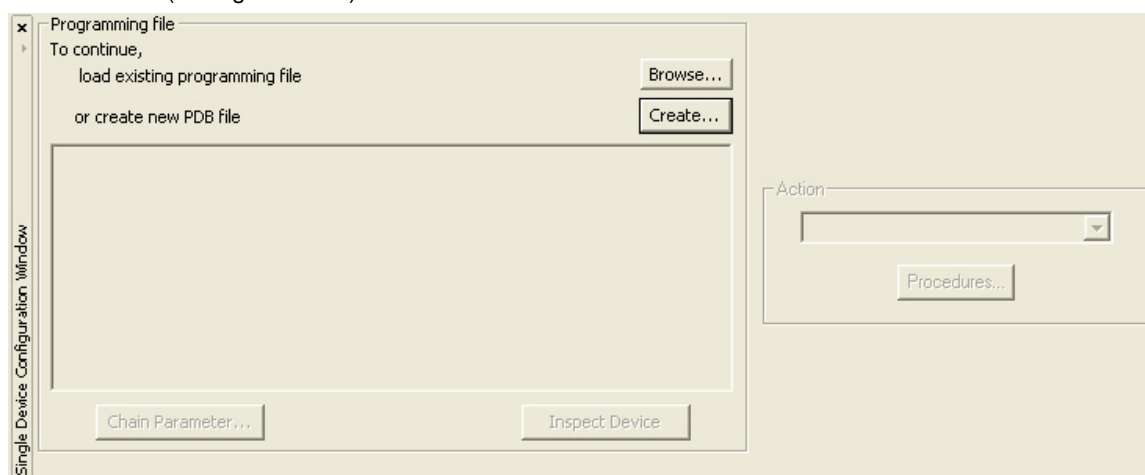 Programming file
To continue,
load existing programming file
Browse...
or create new PDB file
Create...
Action
Procedures...
Chain Parameter...
Inspect Device
Single Device Configuration Window